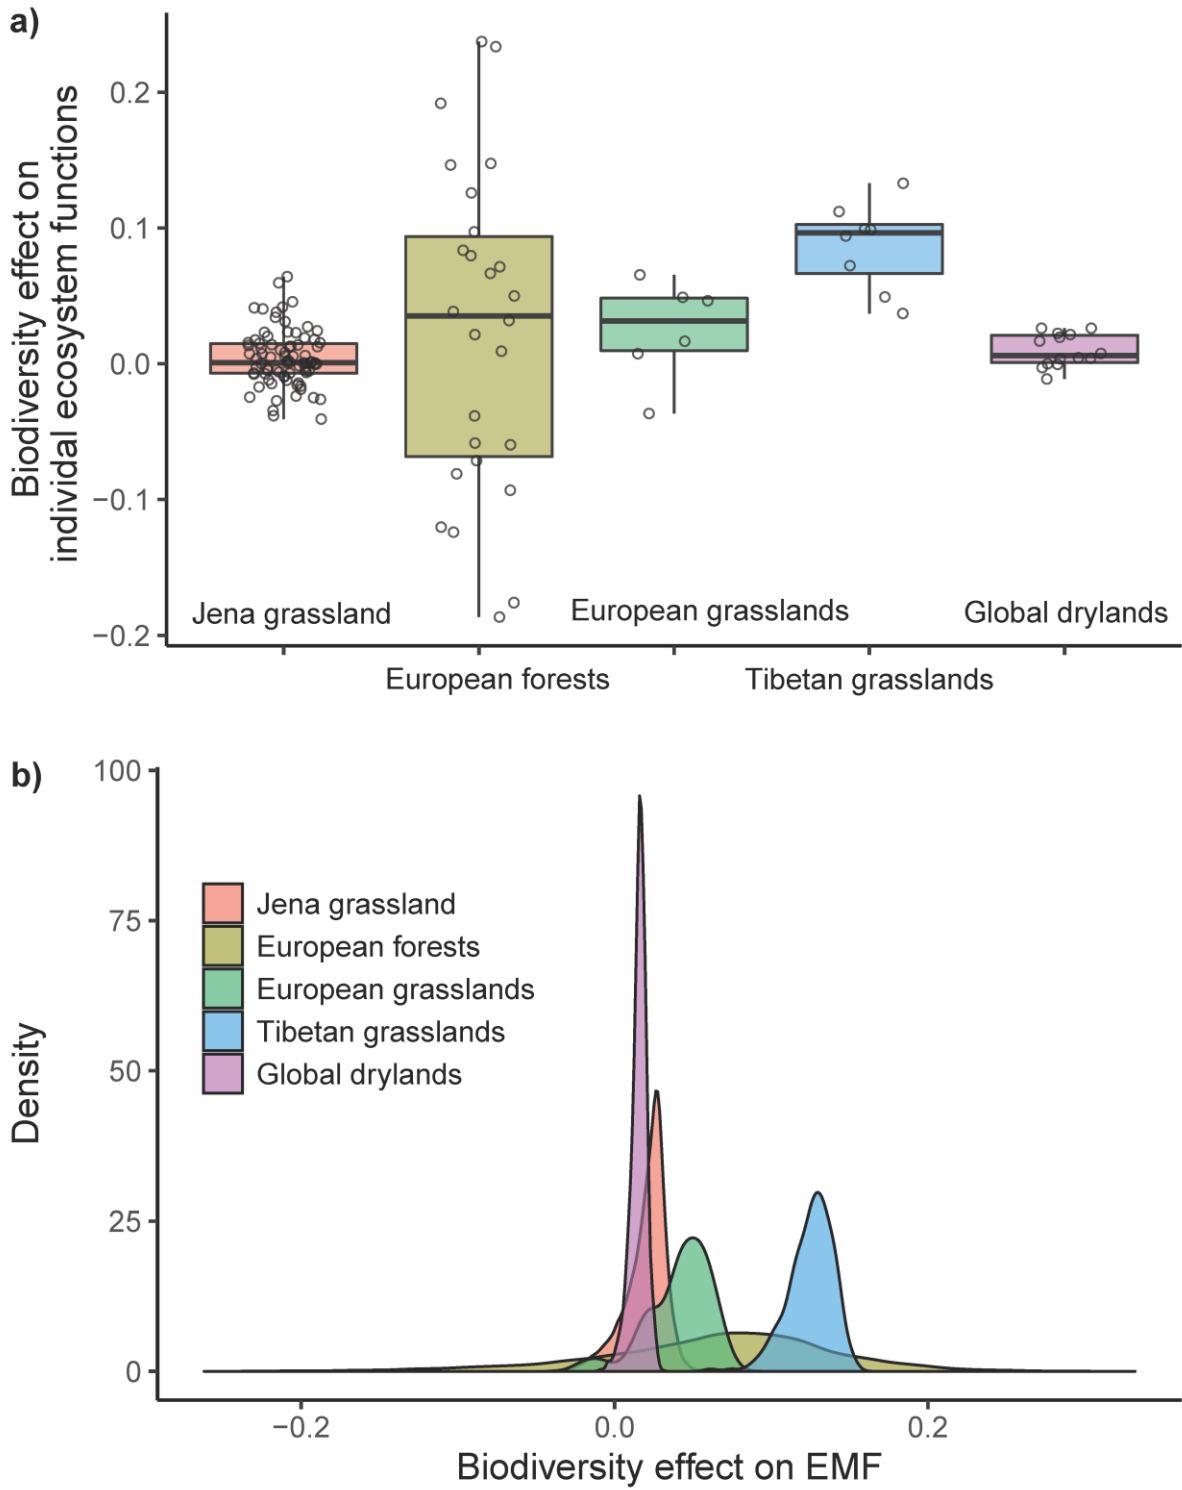 a)
Biodiversity effect on
individal ecosystem functions
0.2
0.1
0.0
−0.1
−0.2
Jena grassland
European grasslands
Global drylands
European forests
Tibetan grasslands
b)
Density
100
75
50
25
0
Jena grassland
European forests
European grasslands
Tibetan grasslands
Global drylands
−0.2
0.0
0.2
Biodiversity effect on EMF